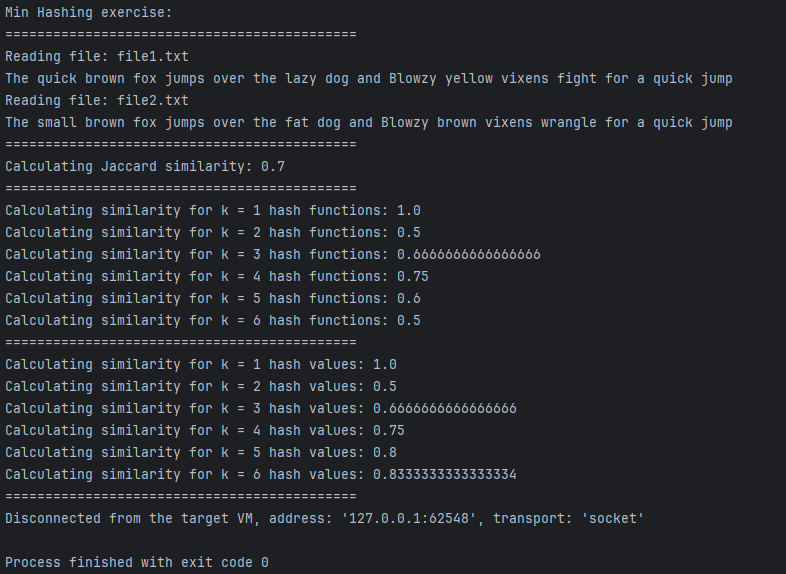 Min Hashing exercise:
============================================
Reading file: file1.txt
The quick brown fox jumps over the lazy dog and Blowzy yellow vixens fight for a quick jump
Reading file: file2.txt
The small brown fox jumps over the fat dog and Blowzy brown vixens wrangle for a quick jump
============================================
Calculating Jaccard similarity: 0.7
============================================
Calculating similarity for k = 1 hash functions: 1.0
Calculating similarity for k = 2 hash functions: 0.5
Calculating similarity for k = 3 hash functions: 0.6666666666666666
Calculating similarity for k = 4 hash functions: 0.75
Calculating similarity for k = 5 hash functions: 0.6
Calculating similarity for k = 6 hash functions: 0.5
============================================
Calculating similarity for k = 1 hash values: 1.0
Calculating similarity for k = 2 hash values: 0.5
Calculating similarity for k = 3 hash values: 0.6666666666666666
Calculating similarity for k = 4 hash values: 0.75
Calculating similarity for k = 5 hash values: 0.8
Calculating similarity for k = 6 hash values: 0.8333333333333334
============================================
Disconnected from the target VM, address: '127.0.0.1:62548', transport: 'socket'
Process finished with exit code 0